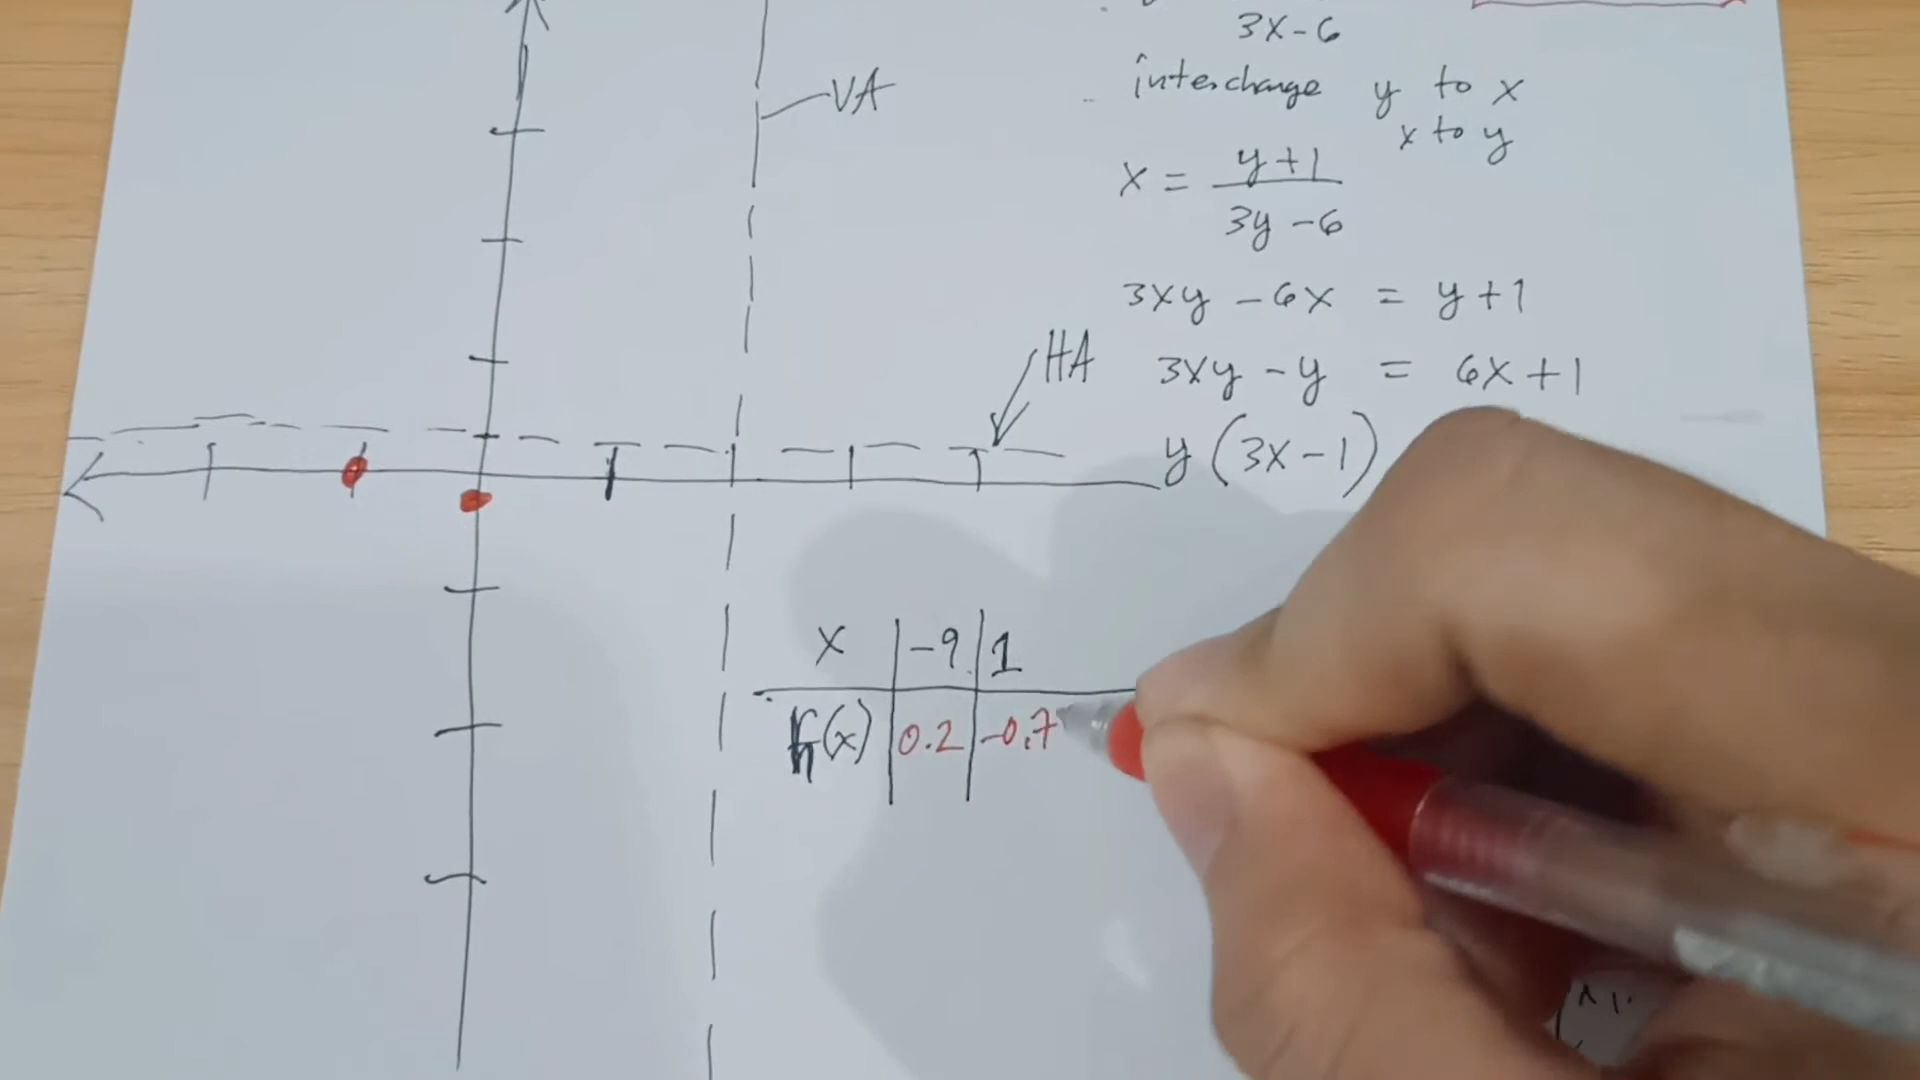 3x-6
interchange y to x
x to y
x = y+1
3y-6
3xy - 6x = y+1
3xy - y = 6x+1
y (3x-1)
VA
HA
x -9 1
h(x) 0.2 -0.7